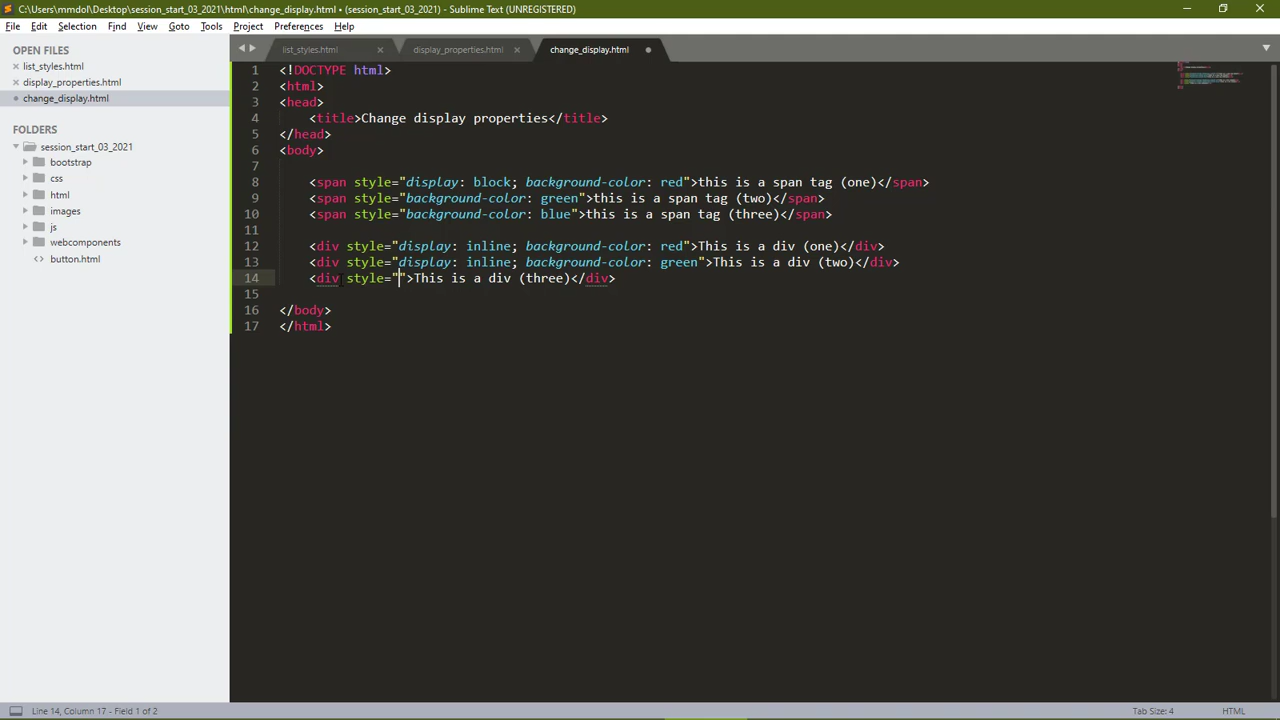 C:\Users\mmdol\Desktop\session_start_03_2021\html\change_display.html • (session_start_03_2021) - Sublime Text (UNREGISTERED)
File Edit Selection Find View Goto Tools Project Preferences Help
OPEN FILES
list_styles.html
display_properties.html
change_display.html
FOLDERS
session_start_03_2021
bootstrap
css
html
images
js
webcomponents
button.html
list_styles.html display_properties.html change_display.html
1 <!DOCTYPE html>
2 <html>
3 <head>
4 <title>Change display properties</title>
5 </head>
6 <body>
7
8 <span style="display: block; background-color: red">this is a span tag (one)</span>
9 <span style="background-color: green">this is a span tag (two)</span>
10 <span style="background-color: blue">this is a span tag (three)</span>
11
12 <div style="display: inline; background-color: red">This is a div (one)</div>
13 <div style="display: inline; background-color: green">This is a div (two)</div>
14 <div style="">This is a div (three)</div>
15
16 </body>
17 </html>
Line 14, Column 17 - Field 1 of 2
Tab Size: 4
HTML